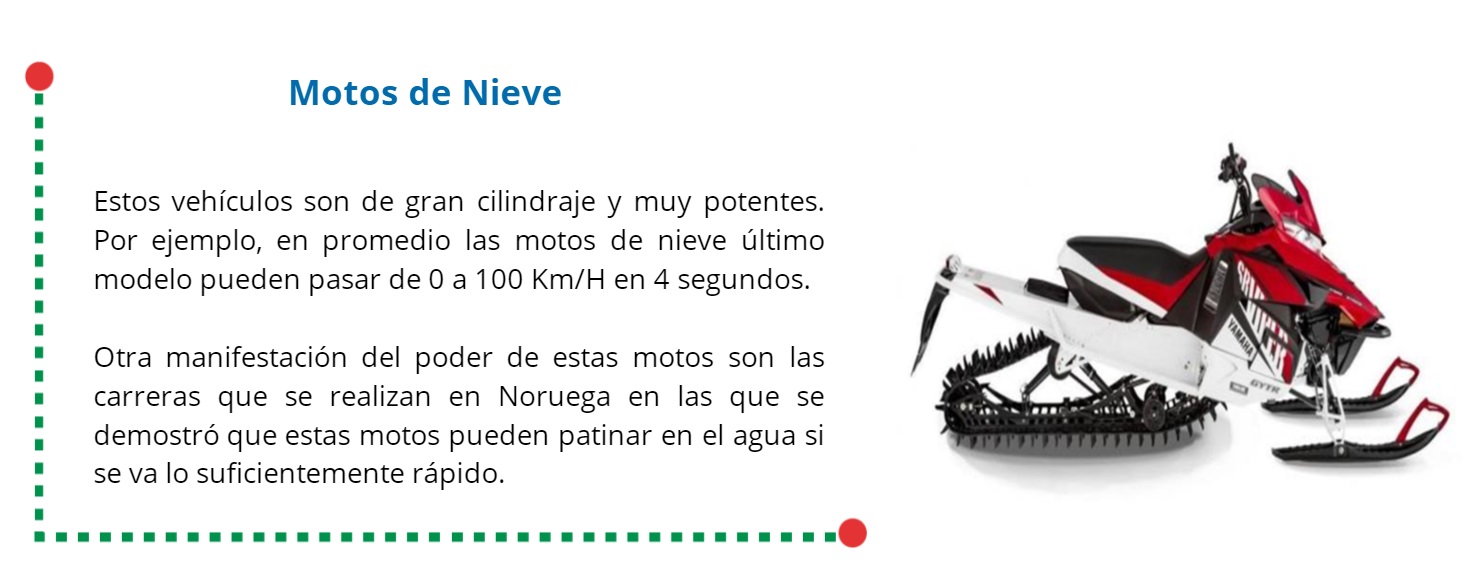 Motos de Nieve
Estos vehículos son de gran cilindraje y muy potentes.
Por ejemplo, en promedio las motos de nieve último
modelo pueden pasar de 0 a 100 Km/H en 4 segundos.
Otra manifestación del poder de estas motos son las
carreras que se realizan en Noruega en las que se
demostró que estas motos pueden patinar en el agua si
se va lo suficientemente rápido.
YAMAHA
GYTR